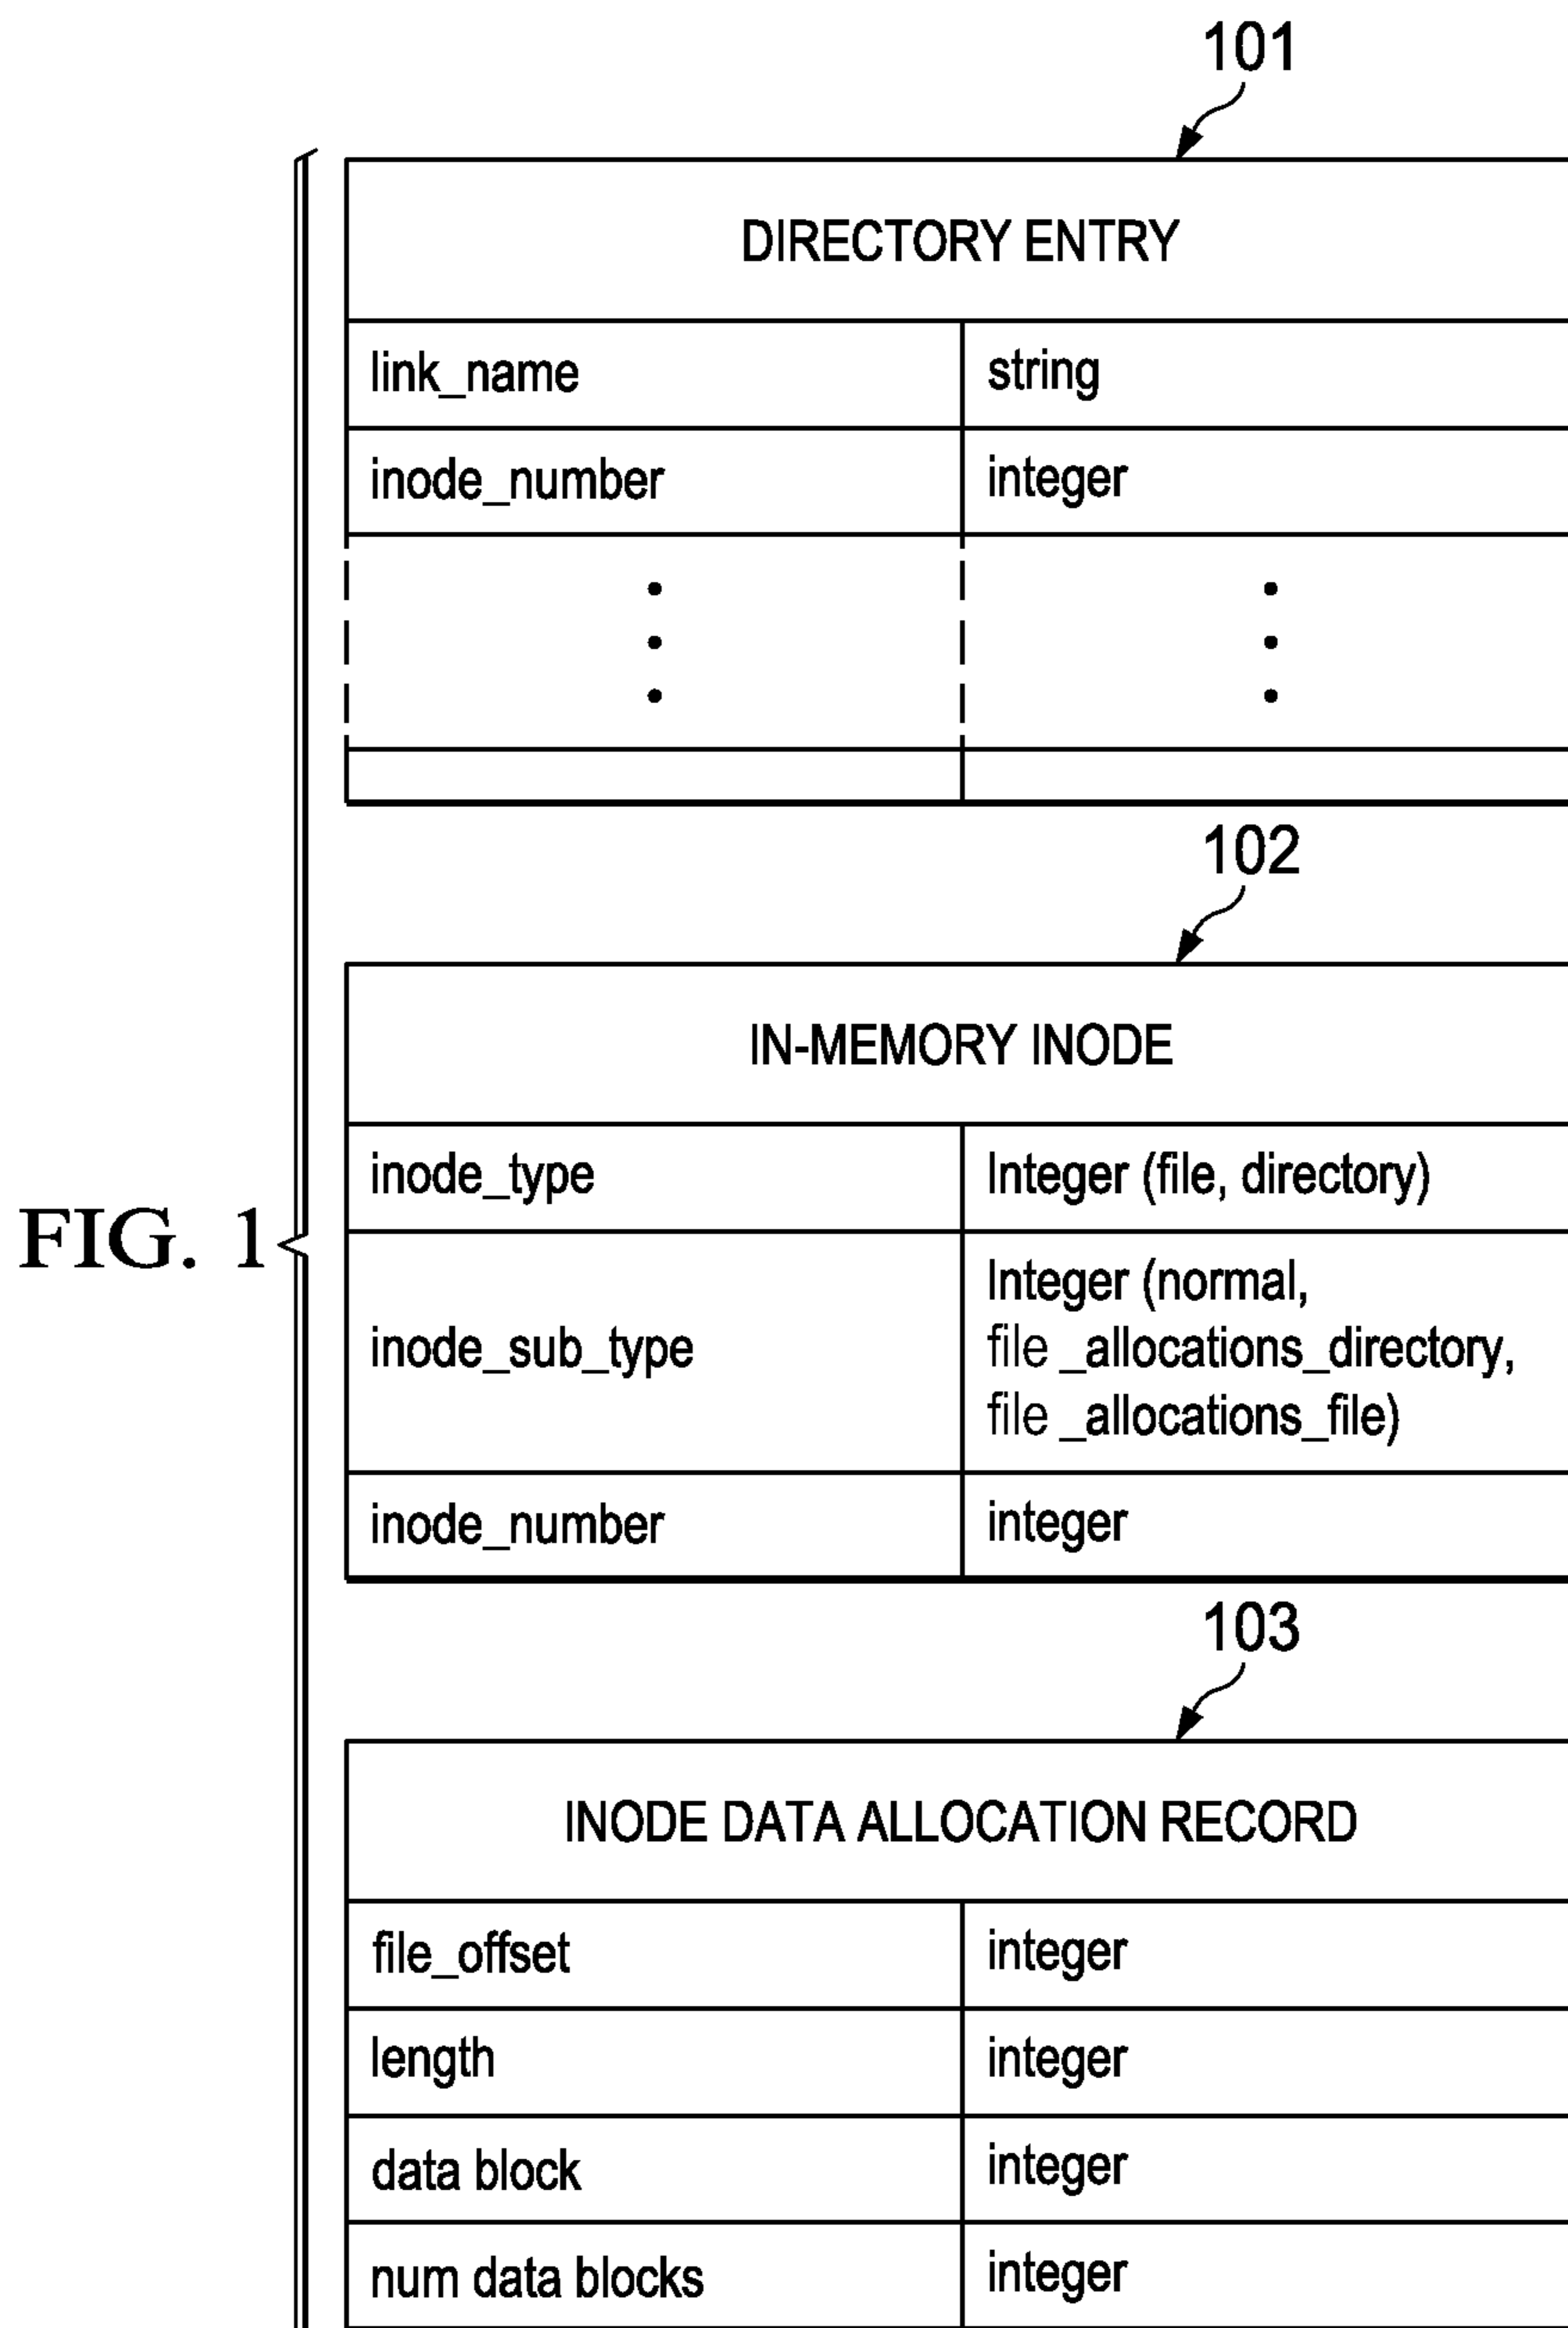 101
DIRECTORY ENTRY
link_name string
inode_number integer
102
IN-MEMORY INODE
inode_type Integer (file, directory)
inode_sub_type Integer (normal,
file _allocations_directory,
file _allocations_file)
inode_number integer
FIG. 1
103
INODE DATA ALLOCATION RECORD
file_offset integer
length integer
data block integer
num data blocks integer